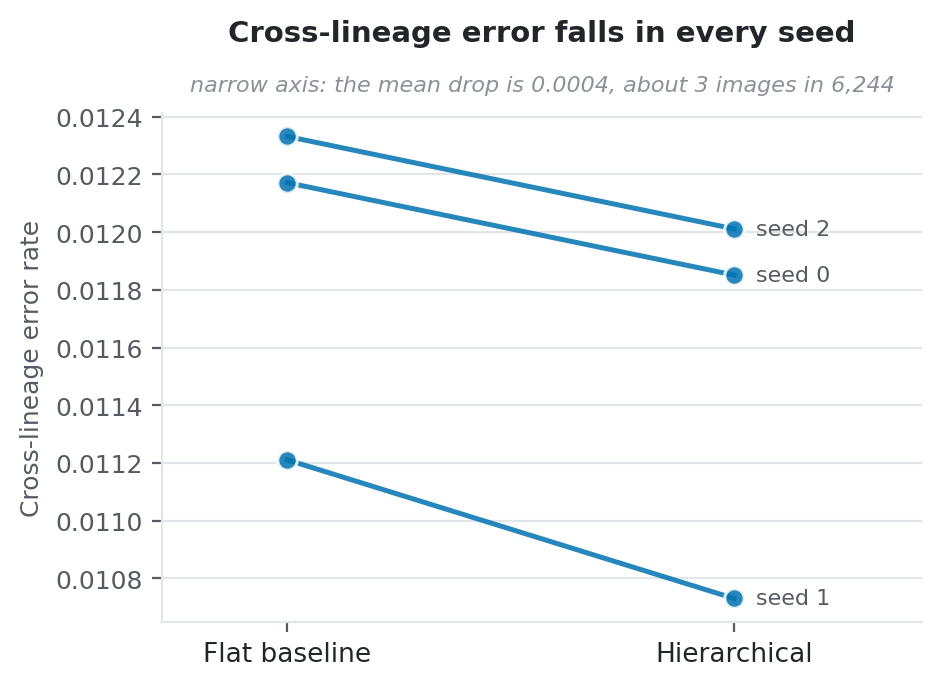 Cross-lineage error falls in every seed
narrow axis: the mean drop is 0.0004, about 3 images in 6,244
Cross-lineage error rate
0.0124
0.0122
0.0120
0.0118
0.0116
0.0114
0.0112
0.0110
0.0108
seed 2
seed 0
seed 1
Flat baseline
Hierarchical